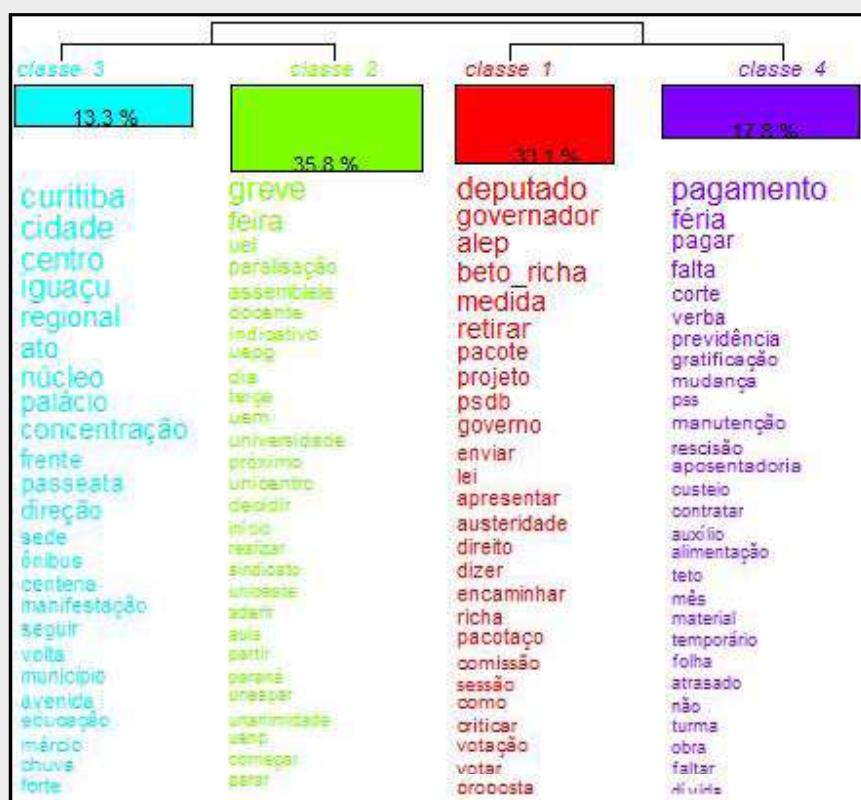 classe 3
13.3 %
curitiba
cidade
centro
iguaçu
regional
ato
núcleo
palácio
concentração
frente
passeata
direção
sede
ônibus
centena
manifestação
seguir
volta
município
avenida
educação
márcio
chuva
forte
classe 2
35.8 %
greve
feira
uel
paralisação
assembleie
docente
indicativo
uepg
dia
terça
uem
universidade
próximo
unicentro
decidir
início
realizar
sindicato
unioeste
aderir
aula
partir
paraná
unespar
unanimidade
uenp
começar
parar
classe 1
33.1 %
deputado
governador
alep
beto_richa
medida
retirar
pacote
projeto
psdb
governo
enviar
lei
apresentar
austeridade
direito
dizer
encaminhar
richa
pacotaço
comissão
sessão
como
criticar
votação
votar
proposta
classe 4
17.8 %
pagamento
féria
pagar
falta
corte
verba
previdência
gratificação
mudança
pss
manutenção
rescisão
aposentadoria
custeio
contratar
auxílio
alimentação
teto
mês
material
temporário
folha
atrasado
não
turma
obra
faltar
dívida